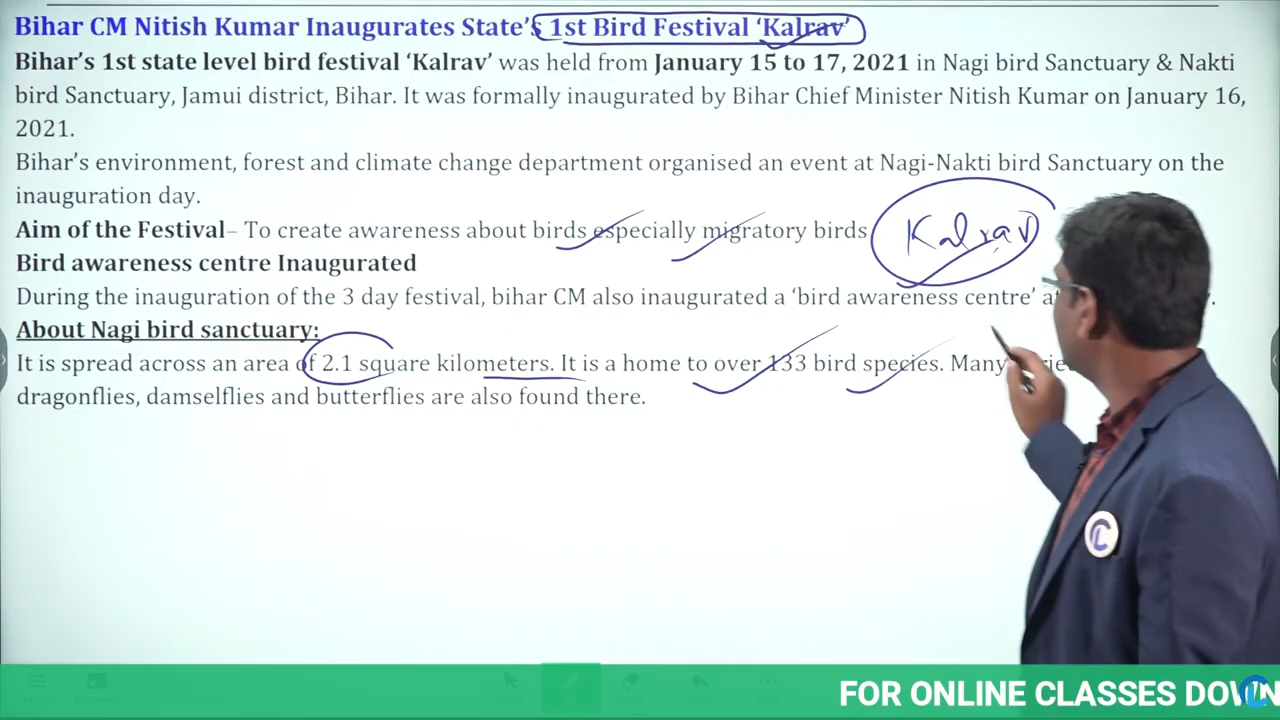 Bihar CM Nitish Kumar Inaugurates State's 1st Bird Festival 'Kalrav'
Bihar's 1st state level bird festival 'Kalrav' was held from January 15 to 17, 2021 in Nagi bird Sanctuary & Nakti
bird Sanctuary, Jamui district, Bihar. It was formally inaugurated by Bihar Chief Minister Nitish Kumar on January 16,
2021.
Bihar's environment, forest and climate change department organised an event at Nagi-Nakti bird Sanctuary on the
inauguration day.
Aim of the Festival– To create awareness about birds especially migratory birds
Kalrav
Bird awareness centre Inaugurated
During the inauguration of the 3 day festival, bihar CM also inaugurated a 'bird awareness centre'
About Nagi bird sanctuary:
It is spread across an area of 2.1 square kilometers. It is a home to over 133 bird species. Many
dragonflies, damselflies and butterflies are also found there.
FOR ONLINE CLASSES DOWN